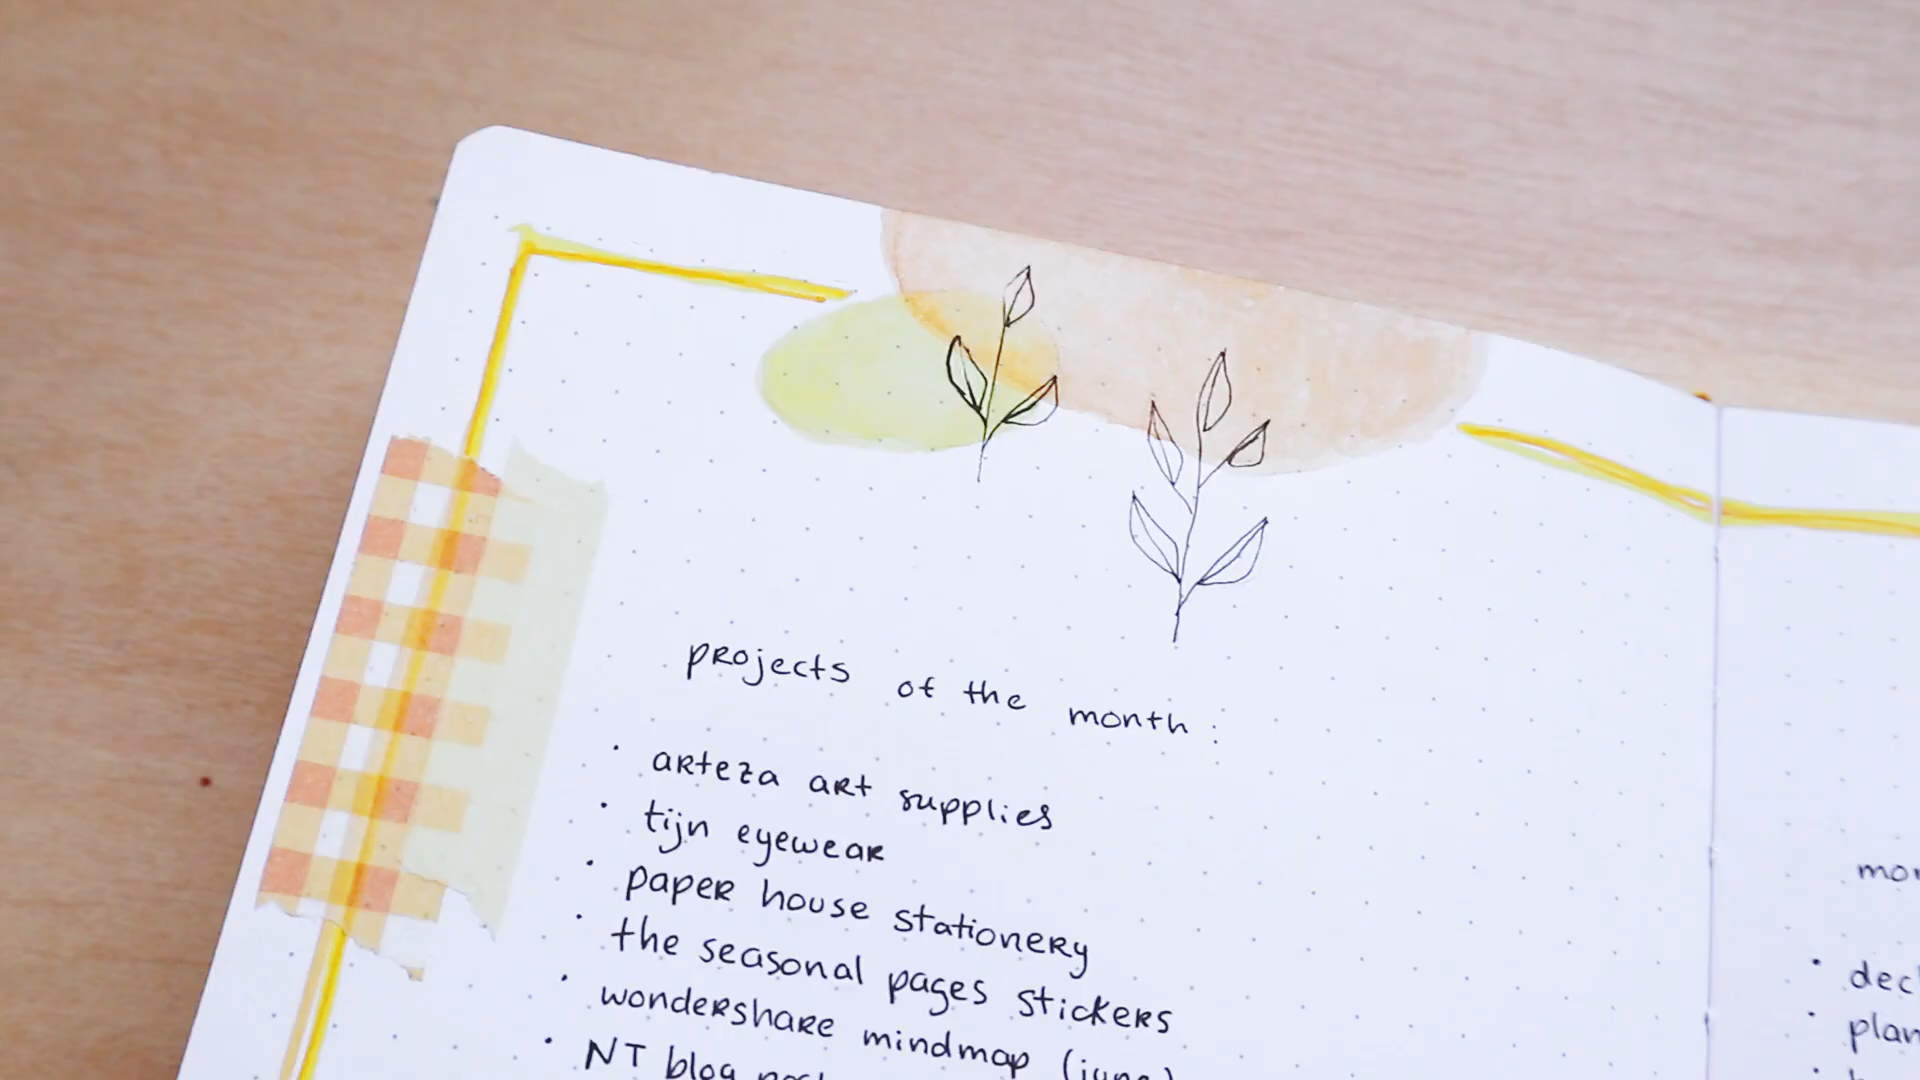 projects of the month :
• arteza art supplies
• tijn eyewear
• paper house stationery
• the seasonal pages stickers
• wondershare mindmap (june)
• NT blog